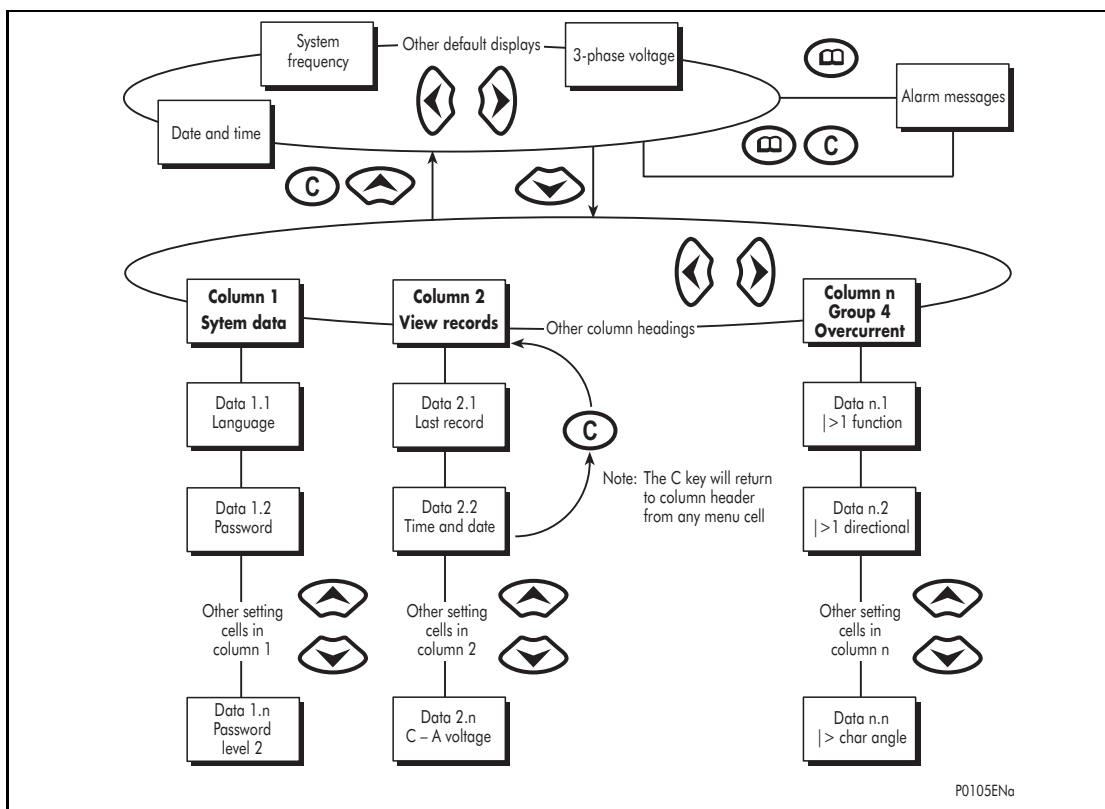 System
frequency
Other default displays
3-phase voltage
Alarm messages
Date and time
C
C
Column 1
Sytem data
Column 2
View records
Other column headings
Column n
Group 4
Overcurrent
Data 1.1
Language
Data 2.1
Last record
Data n.1
|>1 function
C
Note: The C key will return
to column header
from any menu cell
Data 1.2
Password
Data 2.2
Time and date
Data n.2
|>1 directional
Other setting
cells in
column 1
Other setting
cells in
column 2
Other setting
cells in
column n
Data 1.n
Password
level 2
Data 2.n
C – A voltage
Data n.n
|> char angle
P0105ENa